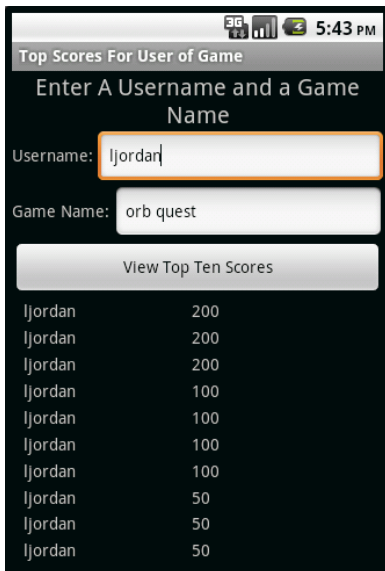 3G 5:43 PM
Top Scores For User of Game
Enter A Username and a Game
Name
Username: ljordan
Game Name: orb quest
View Top Ten Scores
ljordan 200
ljordan 200
ljordan 200
ljordan 100
ljordan 100
ljordan 100
ljordan 100
ljordan 50
ljordan 50
ljordan 50